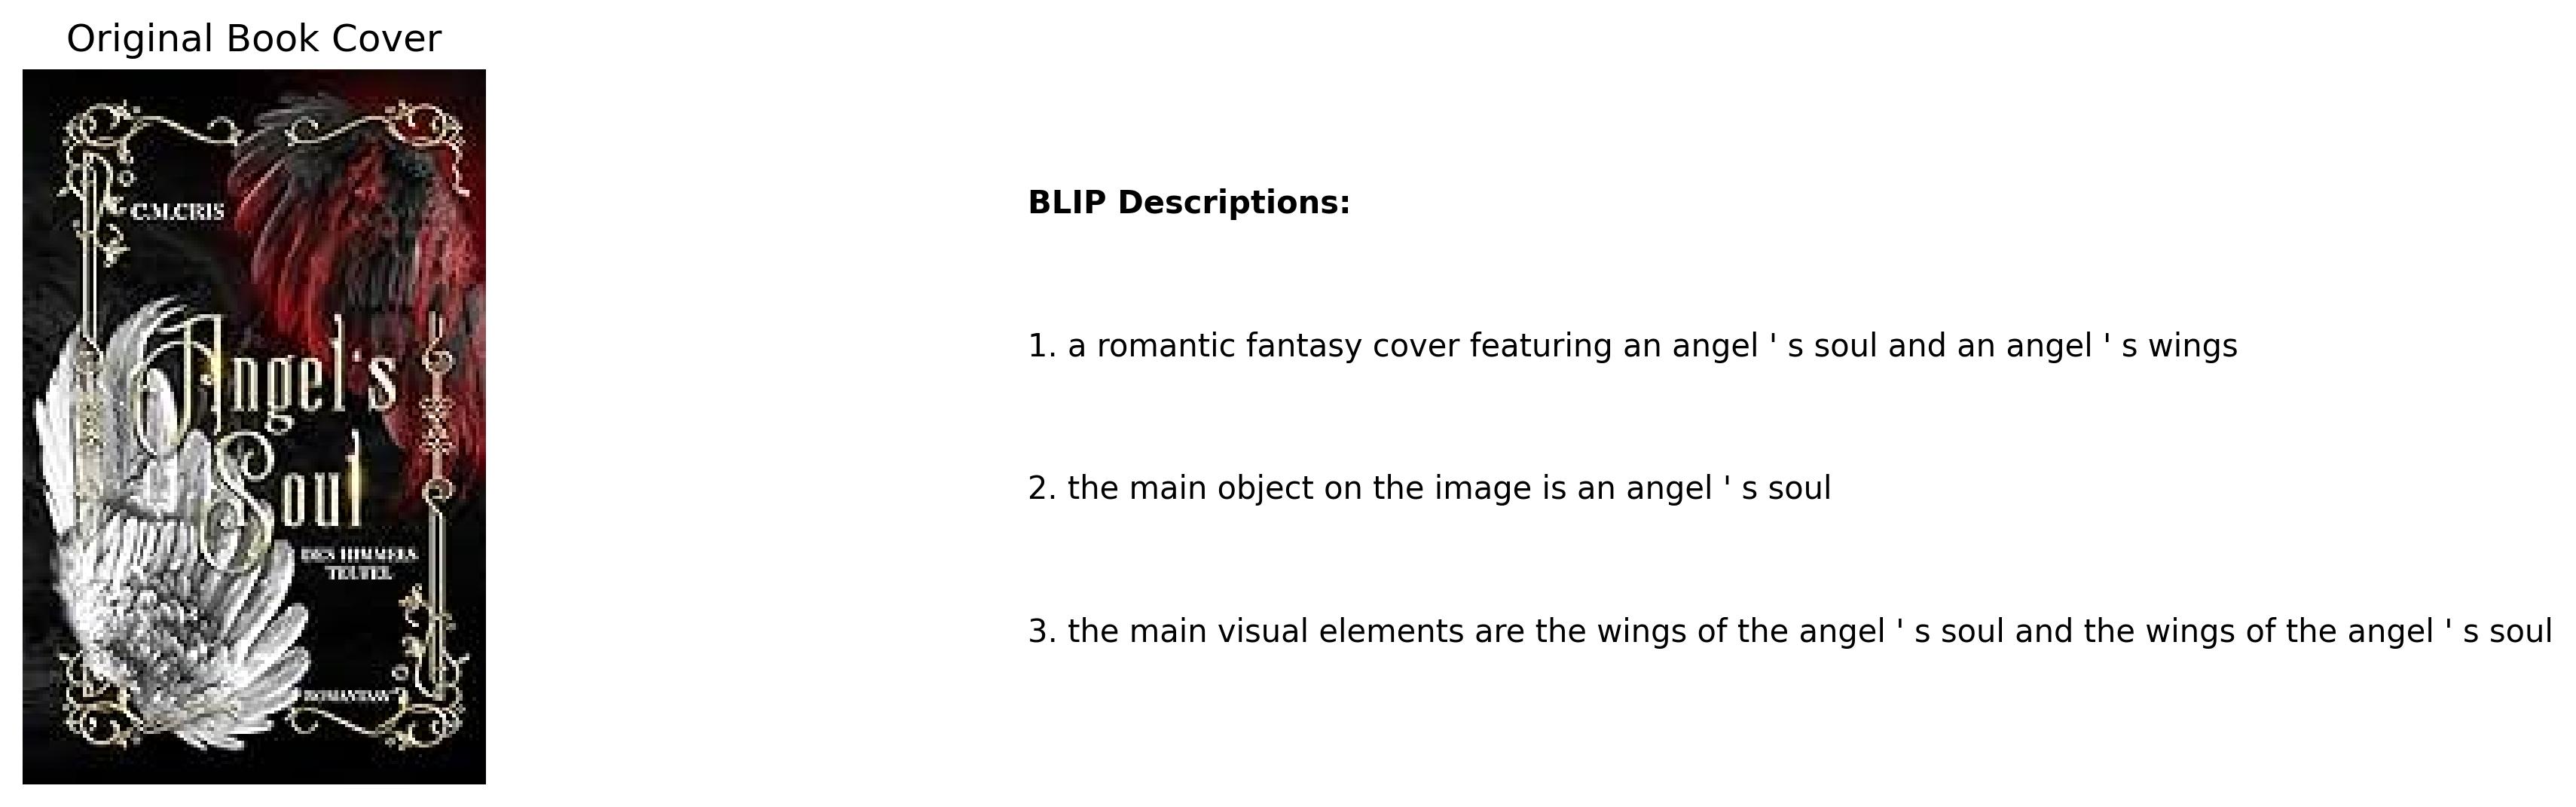 Original Book Cover
C.M.CRIS
Angel's
Soul
DES HIMMELS
TEUFEL
ROMANTASY
BLIP Descriptions:
1. a romantic fantasy cover featuring an angel ' s soul and an angel ' s wings
2. the main object on the image is an angel ' s soul
3. the main visual elements are the wings of the angel ' s soul and the wings of the angel ' s soul